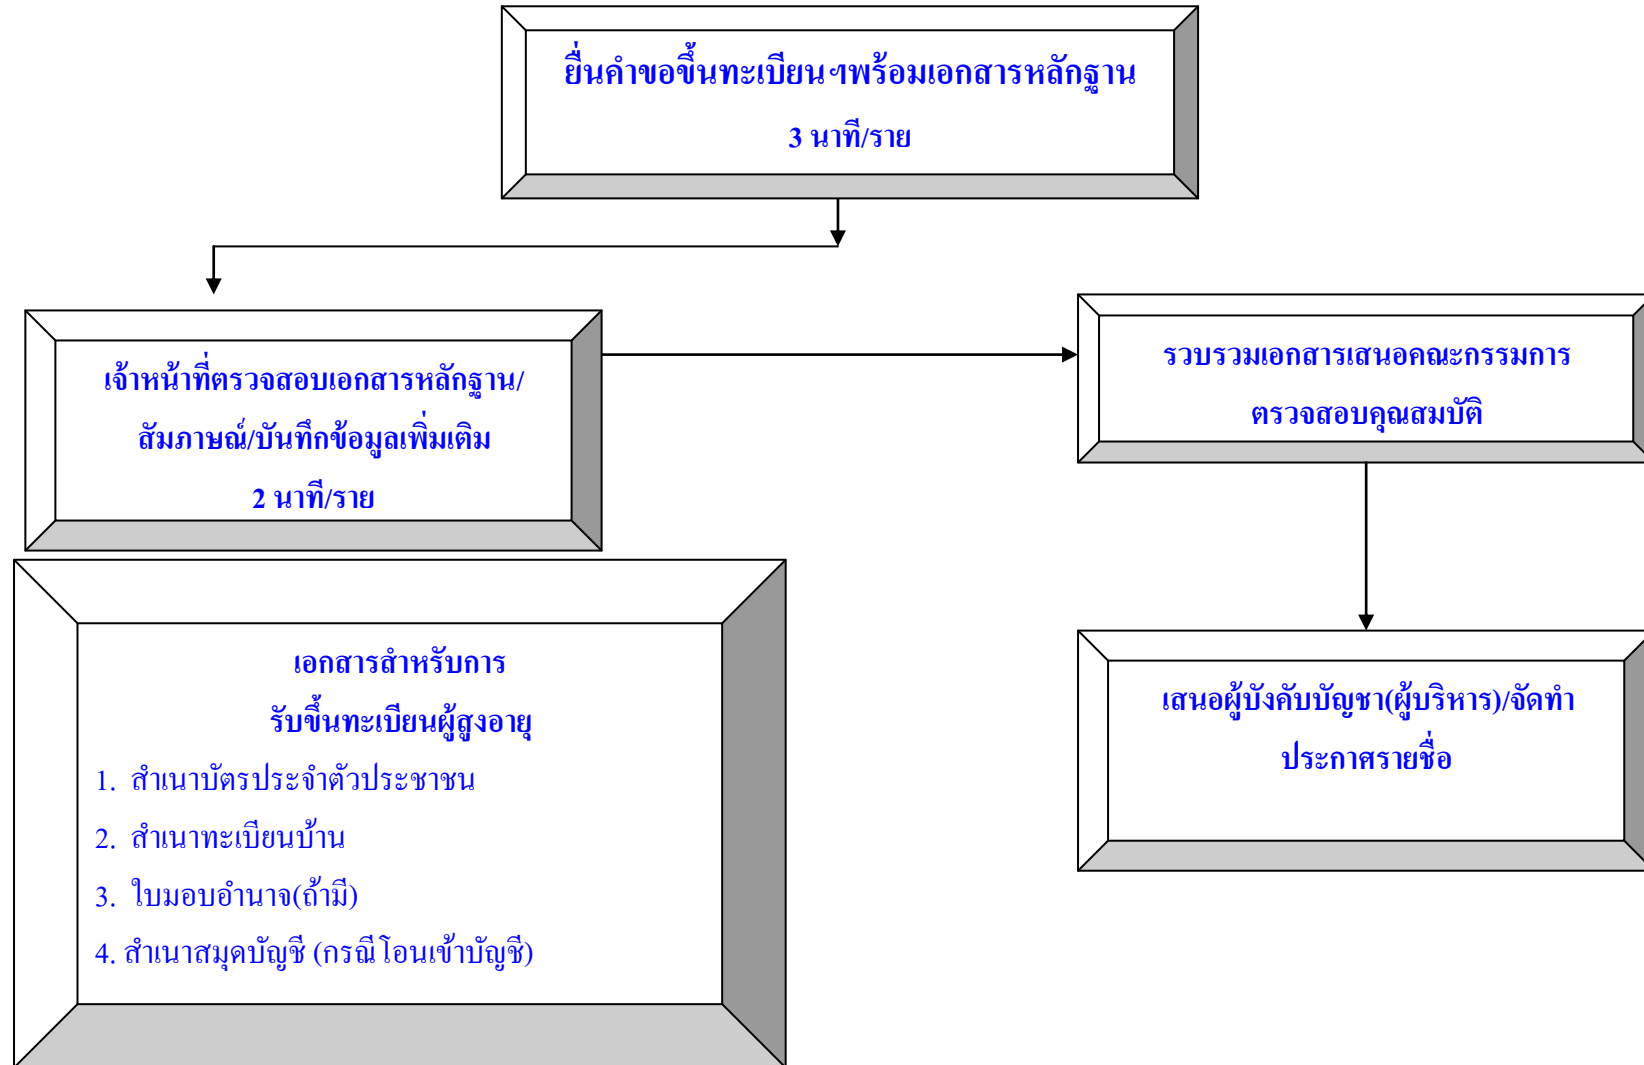 ยื่นคำขอขึ้นทะเบียนฯพร้อมเอกสารหลักฐาน
3 นาที/ราย
เจ้าหน้าที่ตรวจสอบเอกสารหลักฐาน/
สัมภาษณ์/บันทึกข้อมูลเพิ่มเติม
2 นาที/ราย
รวบรวมเอกสารเสนอคณะกรรมการ
ตรวจสอบคุณสมบัติ
เสนอผู้บังคับบัญชา(ผู้บริหาร)/จัดทำ
ประกาศรายชื่อ
เอกสารสำหรับการ
รับขึ้นทะเบียนผู้สูงอายุ
1. สำเนาบัตรประจำตัวประชาชน
2. สำเนาทะเบียนบ้าน
3. ใบมอบอำนาจ(ถ้ามี)
4. สำเนาสมุดบัญชี (กรณีโอนเข้าบัญชี)